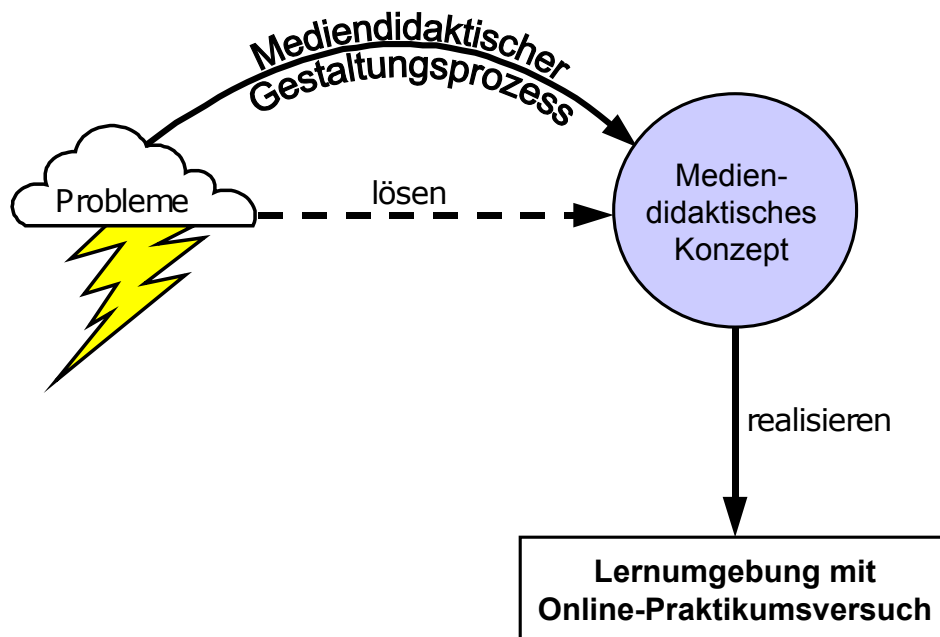 Mediendidaktischer
Gestaltungsprozess
Probleme
lösen
Medien-
didaktisches
Konzept
realisieren
Lernumgebung mit
Online-Praktikumsversuch